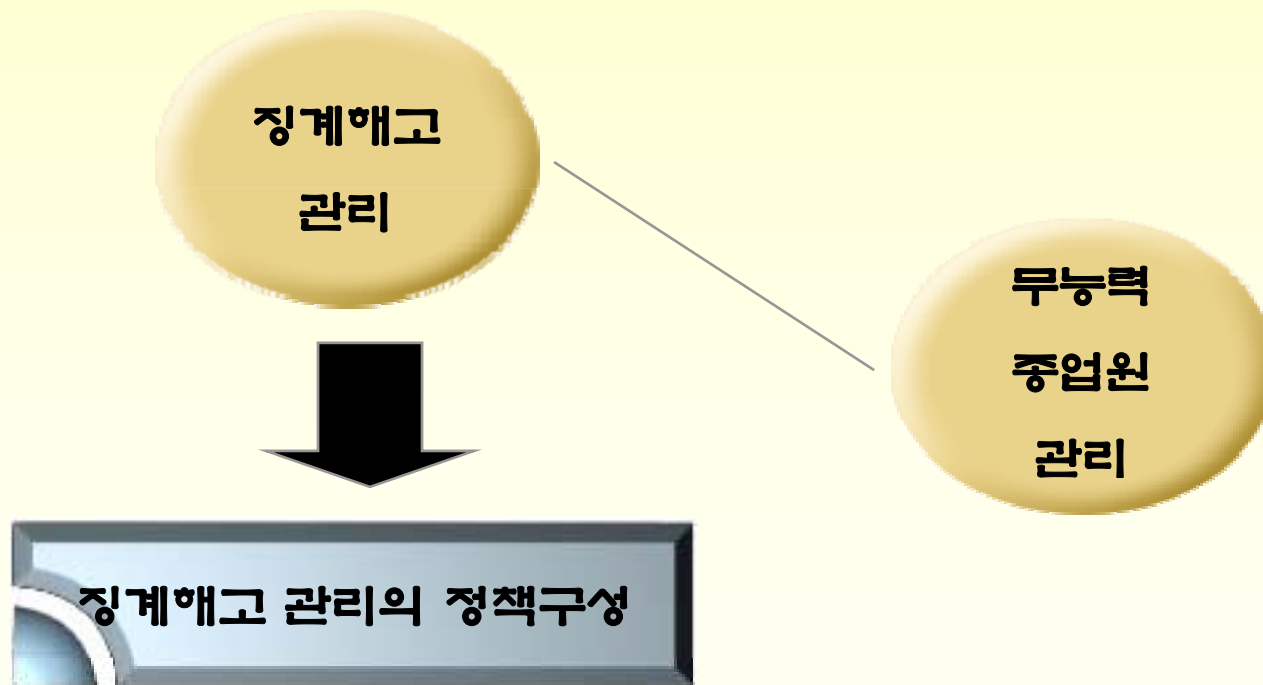 징계해고
관리
무능력
종업원
관리
징계해고 관리의 정책구성